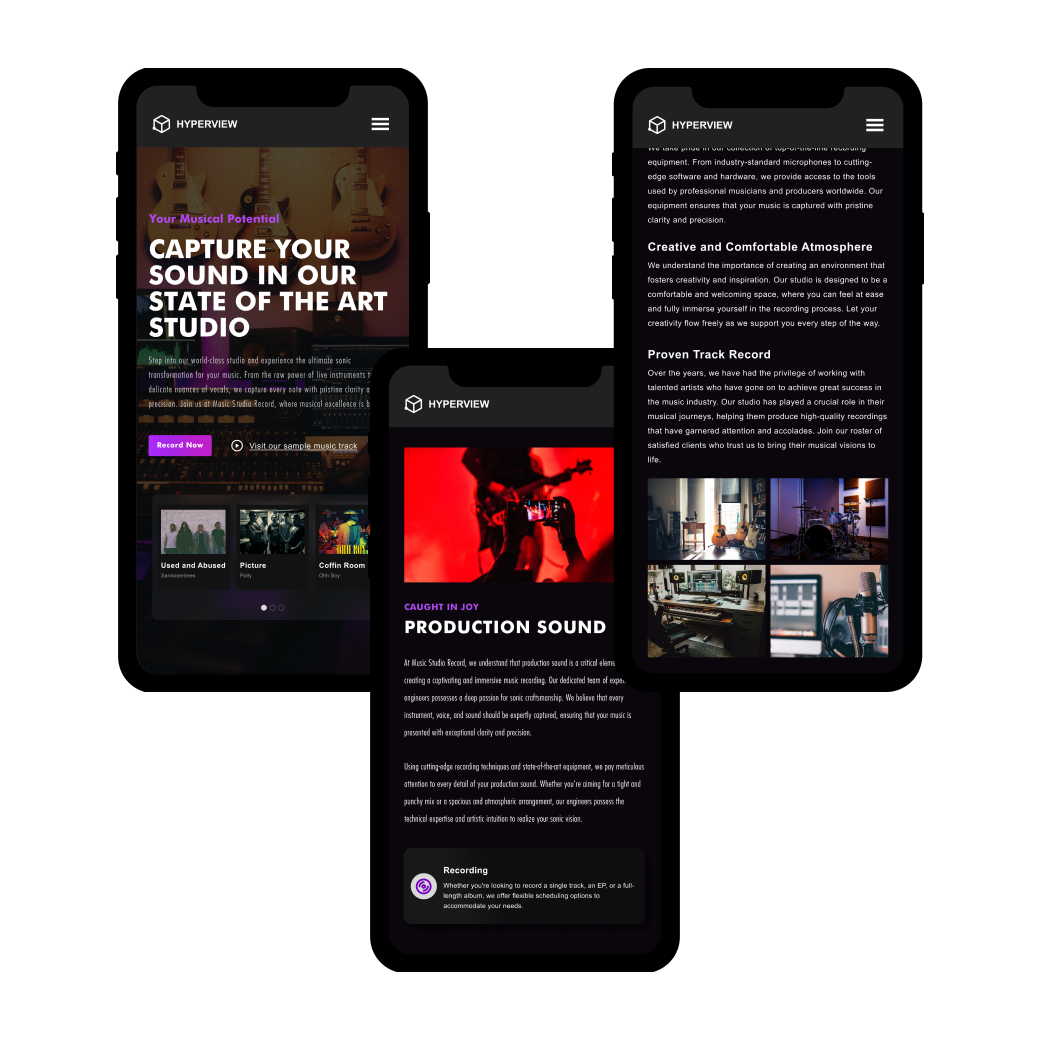 HYPERVIEW
Your Musical Potential
CAPTURE YOUR
SOUND IN OUR
STATE OF THE ART
STUDIO
Step into our world-class studio and experience the ultimate sonic
transformation for your music. From the raw power of live instruments
delicate nuances of vocals, we capture every note with pristine clarity
precision. Join us at Music Studio Record, where musical excellence is
Record Now
Visit our sample music track
Used and Abused
Sandosentees
Picture
Polly
Coffin Room
Ohh Boy
HYPERVIEW
CAUGHT IN JOY
PRODUCTION SOUND
At Music Studio Record, we understand that production sound is a critical
creating a captivating and immersive music recording. Our dedicated team of
engineers possesses a deep passion for sonic craftsmanship. We believe that every
instrument, voice, and sound should be expertly captured, ensuring that your music is
presented with exceptional clarity and precision.
Using cutting-edge recording techniques and state-of-the-art equipment, we pay meticulous
attention to every detail of your production sound. Whether you're aiming for a tight and
punchy mix or a spacious and atmospheric arrangement, our engineers possess the
technical expertise and artistic intuition to realize your sonic vision.
Recording
Whether you're looking to record a single track, an EP, or a full-
length album, we offer flexible scheduling options to
accommodate your needs.
HYPERVIEW
We take pride in our collection of top-of-the-line recording
equipment. From industry-standard microphones to cutting-
edge software and hardware, we provide access to the tools
used by professional musicians and producers worldwide. Our
equipment ensures that your music is captured with pristine
clarity and precision.
Creative and Comfortable Atmosphere
We understand the importance of creating an environment that
fosters creativity and inspiration. Our studio is designed to be a
comfortable and welcoming space, where you can feel at ease
and fully immerse yourself in the recording process. Let your
creativity flow freely as we support you every step of the way.
Proven Track Record
Over the years, we have had the privilege of working with
talented artists who have gone on to achieve great success in
the music industry. Our studio has played a crucial role in their
musical journeys, helping them produce high-quality recordings
that have garnered attention and accolades. Join our roster of
satisfied clients who trust us to bring their musical visions to
life.